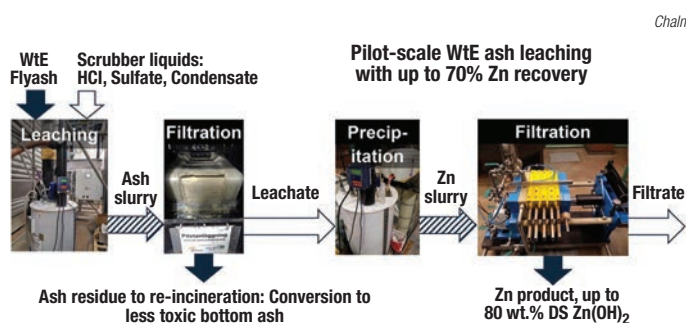 Chaln
Pilot-scale WtE ash leaching
with up to 70% Zn recovery
WtE
Flyash
Scrubber liquids:
HCl, Sulfate, Condensate
Leaching
Ash
slurry
Filtration
Leachate
Precip-
itation
Zn
slurry
Filtration
Filtrate
Ash residue to re-incineration: Conversion to
less toxic bottom ash
Zn product, up to
80 wt.% DS Zn(OH)2